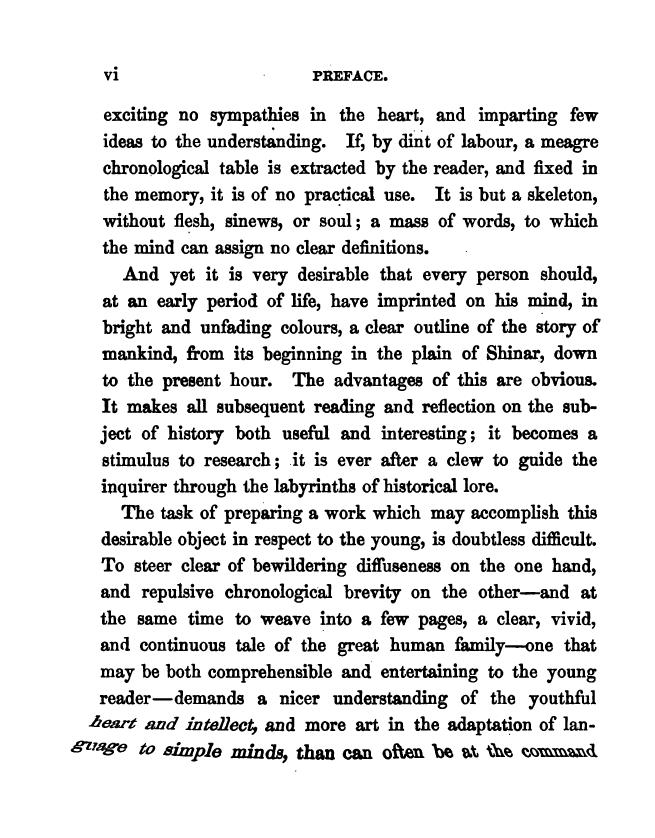 vi PREFACE.
exciting no sympathies in the heart, and imparting few
ideas to the understanding. If, by dint of labour, a meagre
chronological table is extracted by the reader, and fixed in
the memory, it is of no practical use. It is but a skeleton,
without flesh, sinews, or soul; a mass of words, to which
the mind can assign no clear definitions.
And yet it is very desirable that every person should,
at an early period of life, have imprinted on his mind, in
bright and unfading colours, a clear outline of the story of
mankind, from its beginning in the plain of Shinar, down
to the present hour. The advantages of this are obvious.
It makes all subsequent reading and reflection on the sub-
ject of history both useful and interesting; it becomes a
stimulus to research; it is ever after a clew to guide the
inquirer through the labyrinths of historical lore.
The task of preparing a work which may accomplish this
desirable object in respect to the young, is doubtless difficult.
To steer clear of bewildering diffuseness on the one hand,
and repulsive chronological brevity on the other—and at
the same time to weave into a few pages, a clear, vivid,
and continuous tale of the great human family—one that
may be both comprehensible and entertaining to the young
reader—demands a nicer understanding of the youthful
heart and intellect, and more art in the adaptation of lan-
guage to simple minds, than can often be at the command